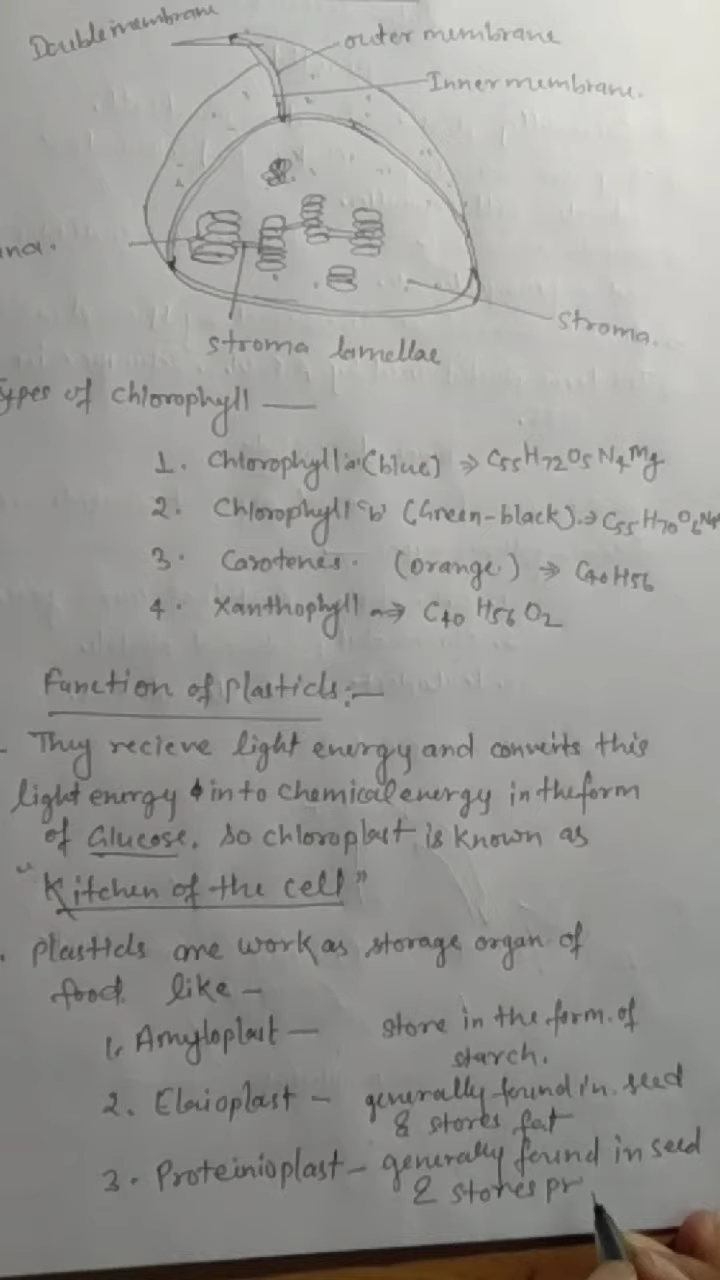 Double membrane
outer membrane
Inner membrane.
stroma.
stroma lamellae
Types of chlorophyll —
1. Chlorophyll 'a' (blue) ⇒ C55H72O5N4Mg
2. Chlorophyll 'b' (Green-black). ⇒ C55H70O6N4
3. Carotenes. (orange.) ⇒ C40H56
4. Xanthophyll ⇒ C40H56O2
Function of plastids:—
They recieve light energy and converts this
light energy in to chemical energy in the form
of Glucose. so chloroplast is known as
"Kitchen of the cell"
Plastids are work as storage organ of
food like —
1. Amyloplast — store in the form of
starch.
2. Elaioplast — generally found in seed
& stores fat
3. Proteinioplast — generally found in seed
& stores pr